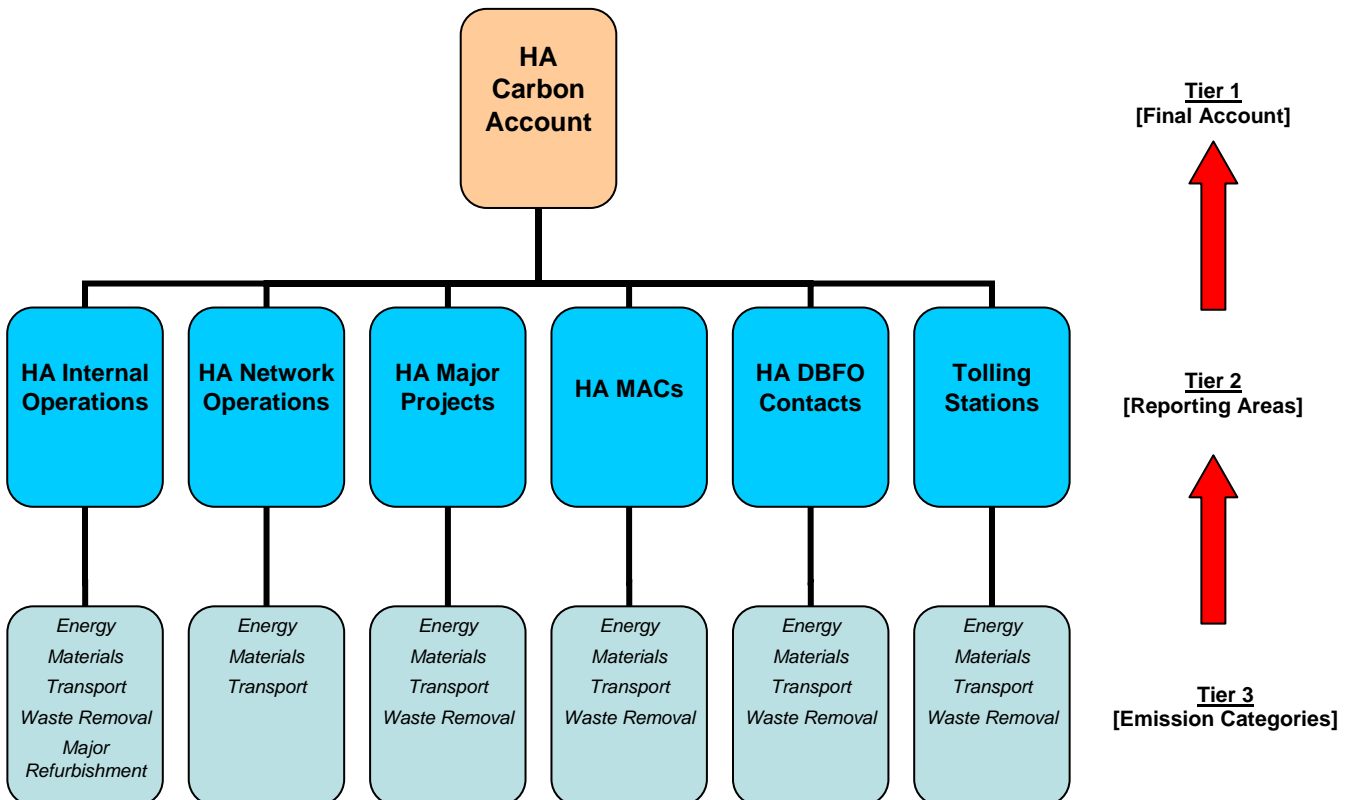 HA
Carbon
Account
Tier 1
[Final Account]
HA Internal
Operations
HA Network
Operations
HA Major
Projects
HA MACs
HA DBFO
Contacts
Tolling
Stations
Tier 2
[Reporting Areas]
Energy
Materials
Transport
Waste Removal
Major
Refurbishment
Energy
Materials
Transport
Energy
Materials
Transport
Waste Removal
Energy
Materials
Transport
Waste Removal
Energy
Materials
Transport
Waste Removal
Energy
Materials
Transport
Waste Removal
Tier 3
[Emission Categories]